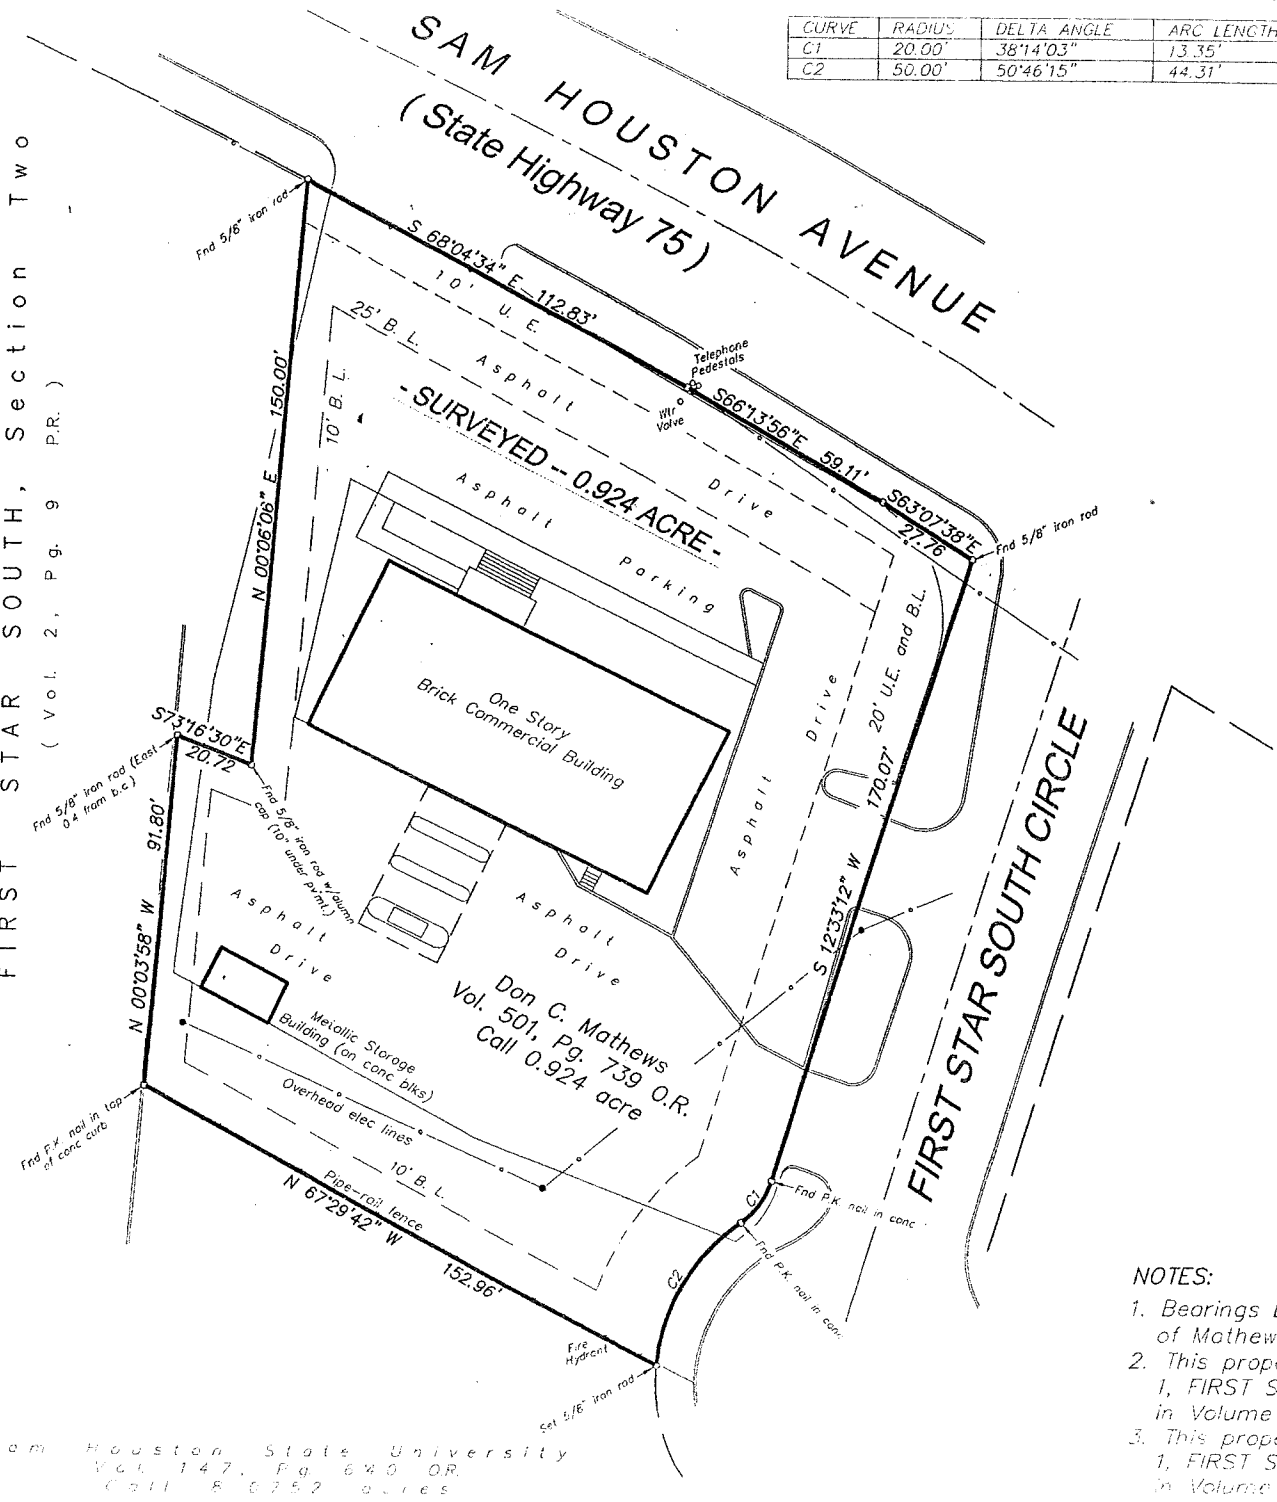 CURVE RADIUS DELTA ANGLE ARC LENGTH
C1 20.00' 38°14'03" 13.35'
C2 50.00' 50°46'15" 44.31'
SAM HOUSTON AVENUE
( State Highway 75 )
FIRST STAR SOUTH, Section Two
( Vol. 2, Pg. 9 P.R. )
Fnd 5/8" iron rod
S 68°04'34" E 112.83'
10' U. E.
25' B. L.
Asphalt
Drive
10' B. L.
N 00°06'06" E 150.00'
Telephone
Pedestals
Wtr
Valve
S66°13'56"E 59.11'
S63°07'38"E
27.76
Fnd 5/8" iron rod
- SURVEYED -- 0.924 ACRE -
Asphalt
Parking
20' U.E. and B.L.
One Story
Brick Commercial Building
Asphalt Drive
170.07'
S 12°33'12" W
FIRST STAR SOUTH CIRCLE
S73°16'30"E
20.72
Fnd 5/8" iron rod (East
0.4 from b.c)
Fnd 5/8" iron rod w/alumn
cap (10" under pvmt.)
91.80'
N 00°03'58" W
Asphalt
Drive
Asphalt
Drive
Don C. Mathews
Vol. 501, Pg. 739 O.R.
Call 0.924 acre
Metallic Storage
Building (on conc blks)
Overhead elec lines
Fnd P.K. nail in top
of conc curb
10' B. L.
Pipe-rail fence
N 67°29'42" W
152.96'
C1
Fnd P.K. nail in conc
C2
Fnd P.K. nail in conc
Fire
Hydrant
Set 5/8" iron rod
NOTES:
1. Bearings
of Mathew
2. This prope
1, FIRST S
in Volume
3. This prope
1, FIRST S
in Volume
am Houston State University
Vol. 147, Pg. 640 OR.
Call 8.0252 acres